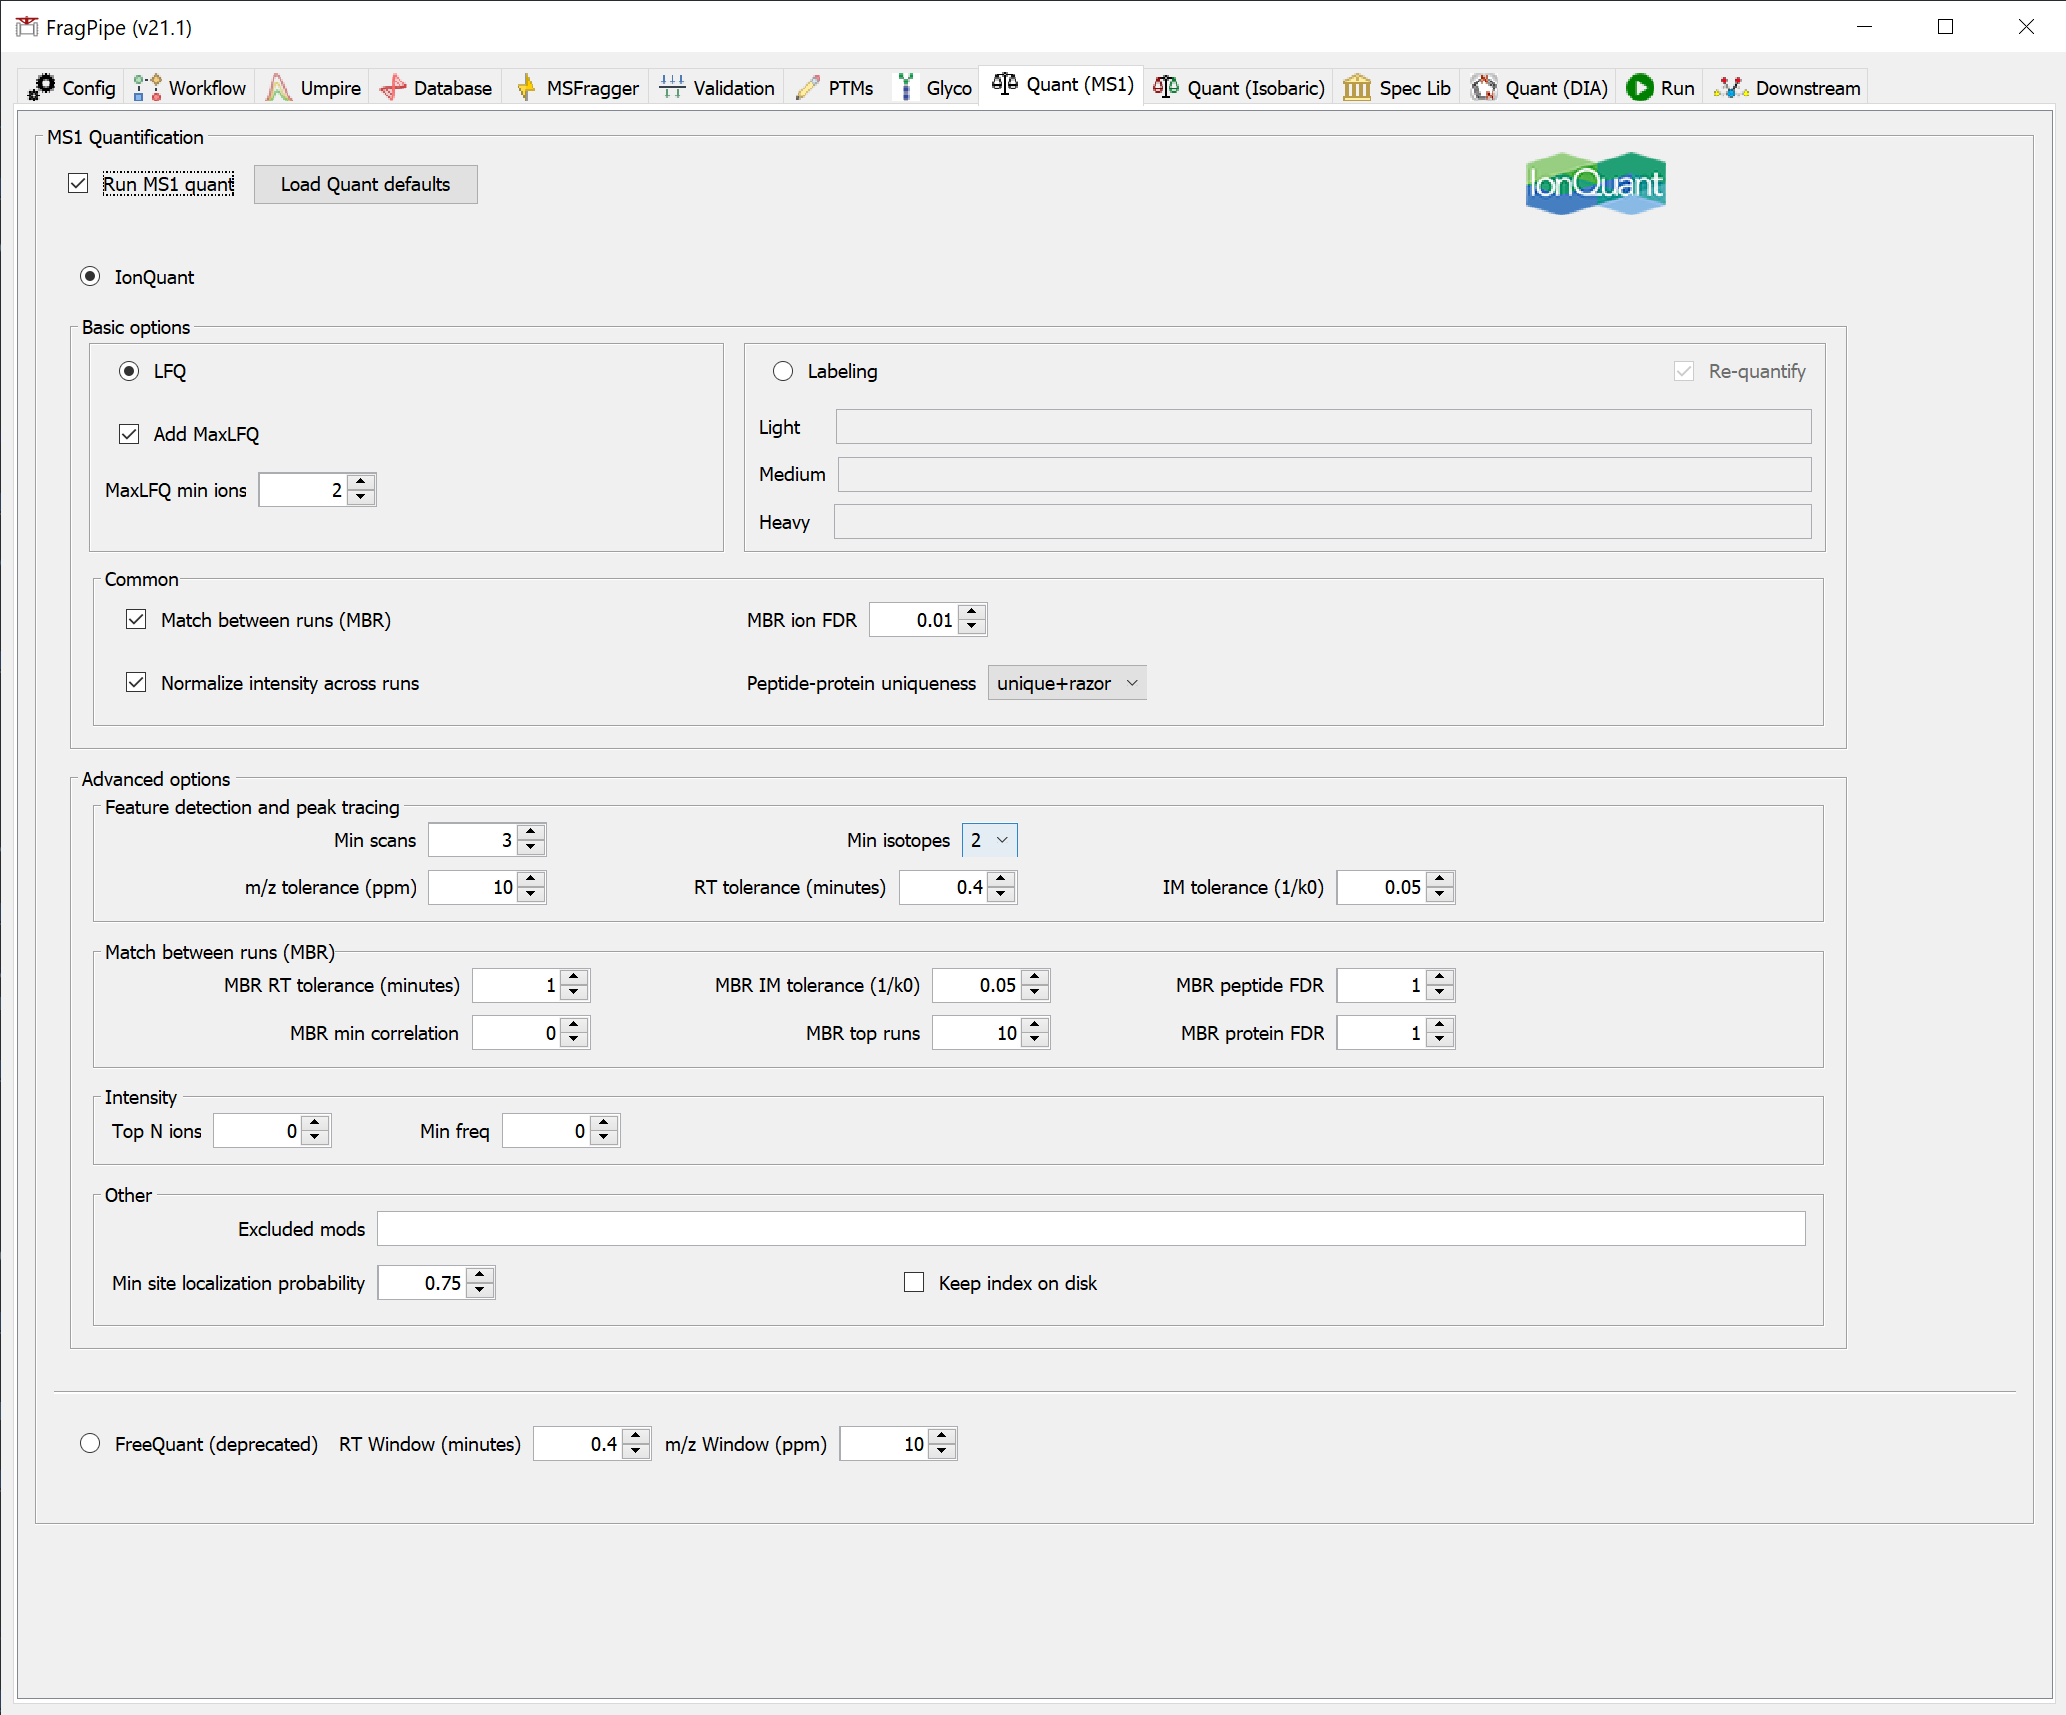 FragPipe (v21.1)
Config Workflow Umpire Database MSFragger Validation PTMs Glyco Quant (MS1) Quant (Isobaric) Spec Lib Quant (DIA) Run Downstream
MS1 Quantification
Run MS1 quant Load Quant defaults IonQuant
IonQuant
Basic options
LFQ
Add MaxLFQ
MaxLFQ min ions 2
Labeling Re-quantify
Light
Medium
Heavy
Common
Match between runs (MBR) MBR ion FDR 0.01
Normalize intensity across runs Peptide-protein uniqueness unique+razor
Advanced options
Feature detection and peak tracing
Min scans 3 Min isotopes 2
m/z tolerance (ppm) 10 RT tolerance (minutes) 0.4 IM tolerance (1/k0) 0.05
Match between runs (MBR)
MBR RT tolerance (minutes) 1 MBR IM tolerance (1/k0) 0.05 MBR peptide FDR 1
MBR min correlation 0 MBR top runs 10 MBR protein FDR 1
Intensity
Top N ions 0 Min freq 0
Other
Excluded mods
Min site localization probability 0.75 Keep index on disk
FreeQuant (deprecated) RT Window (minutes) 0.4 m/z Window (ppm) 10